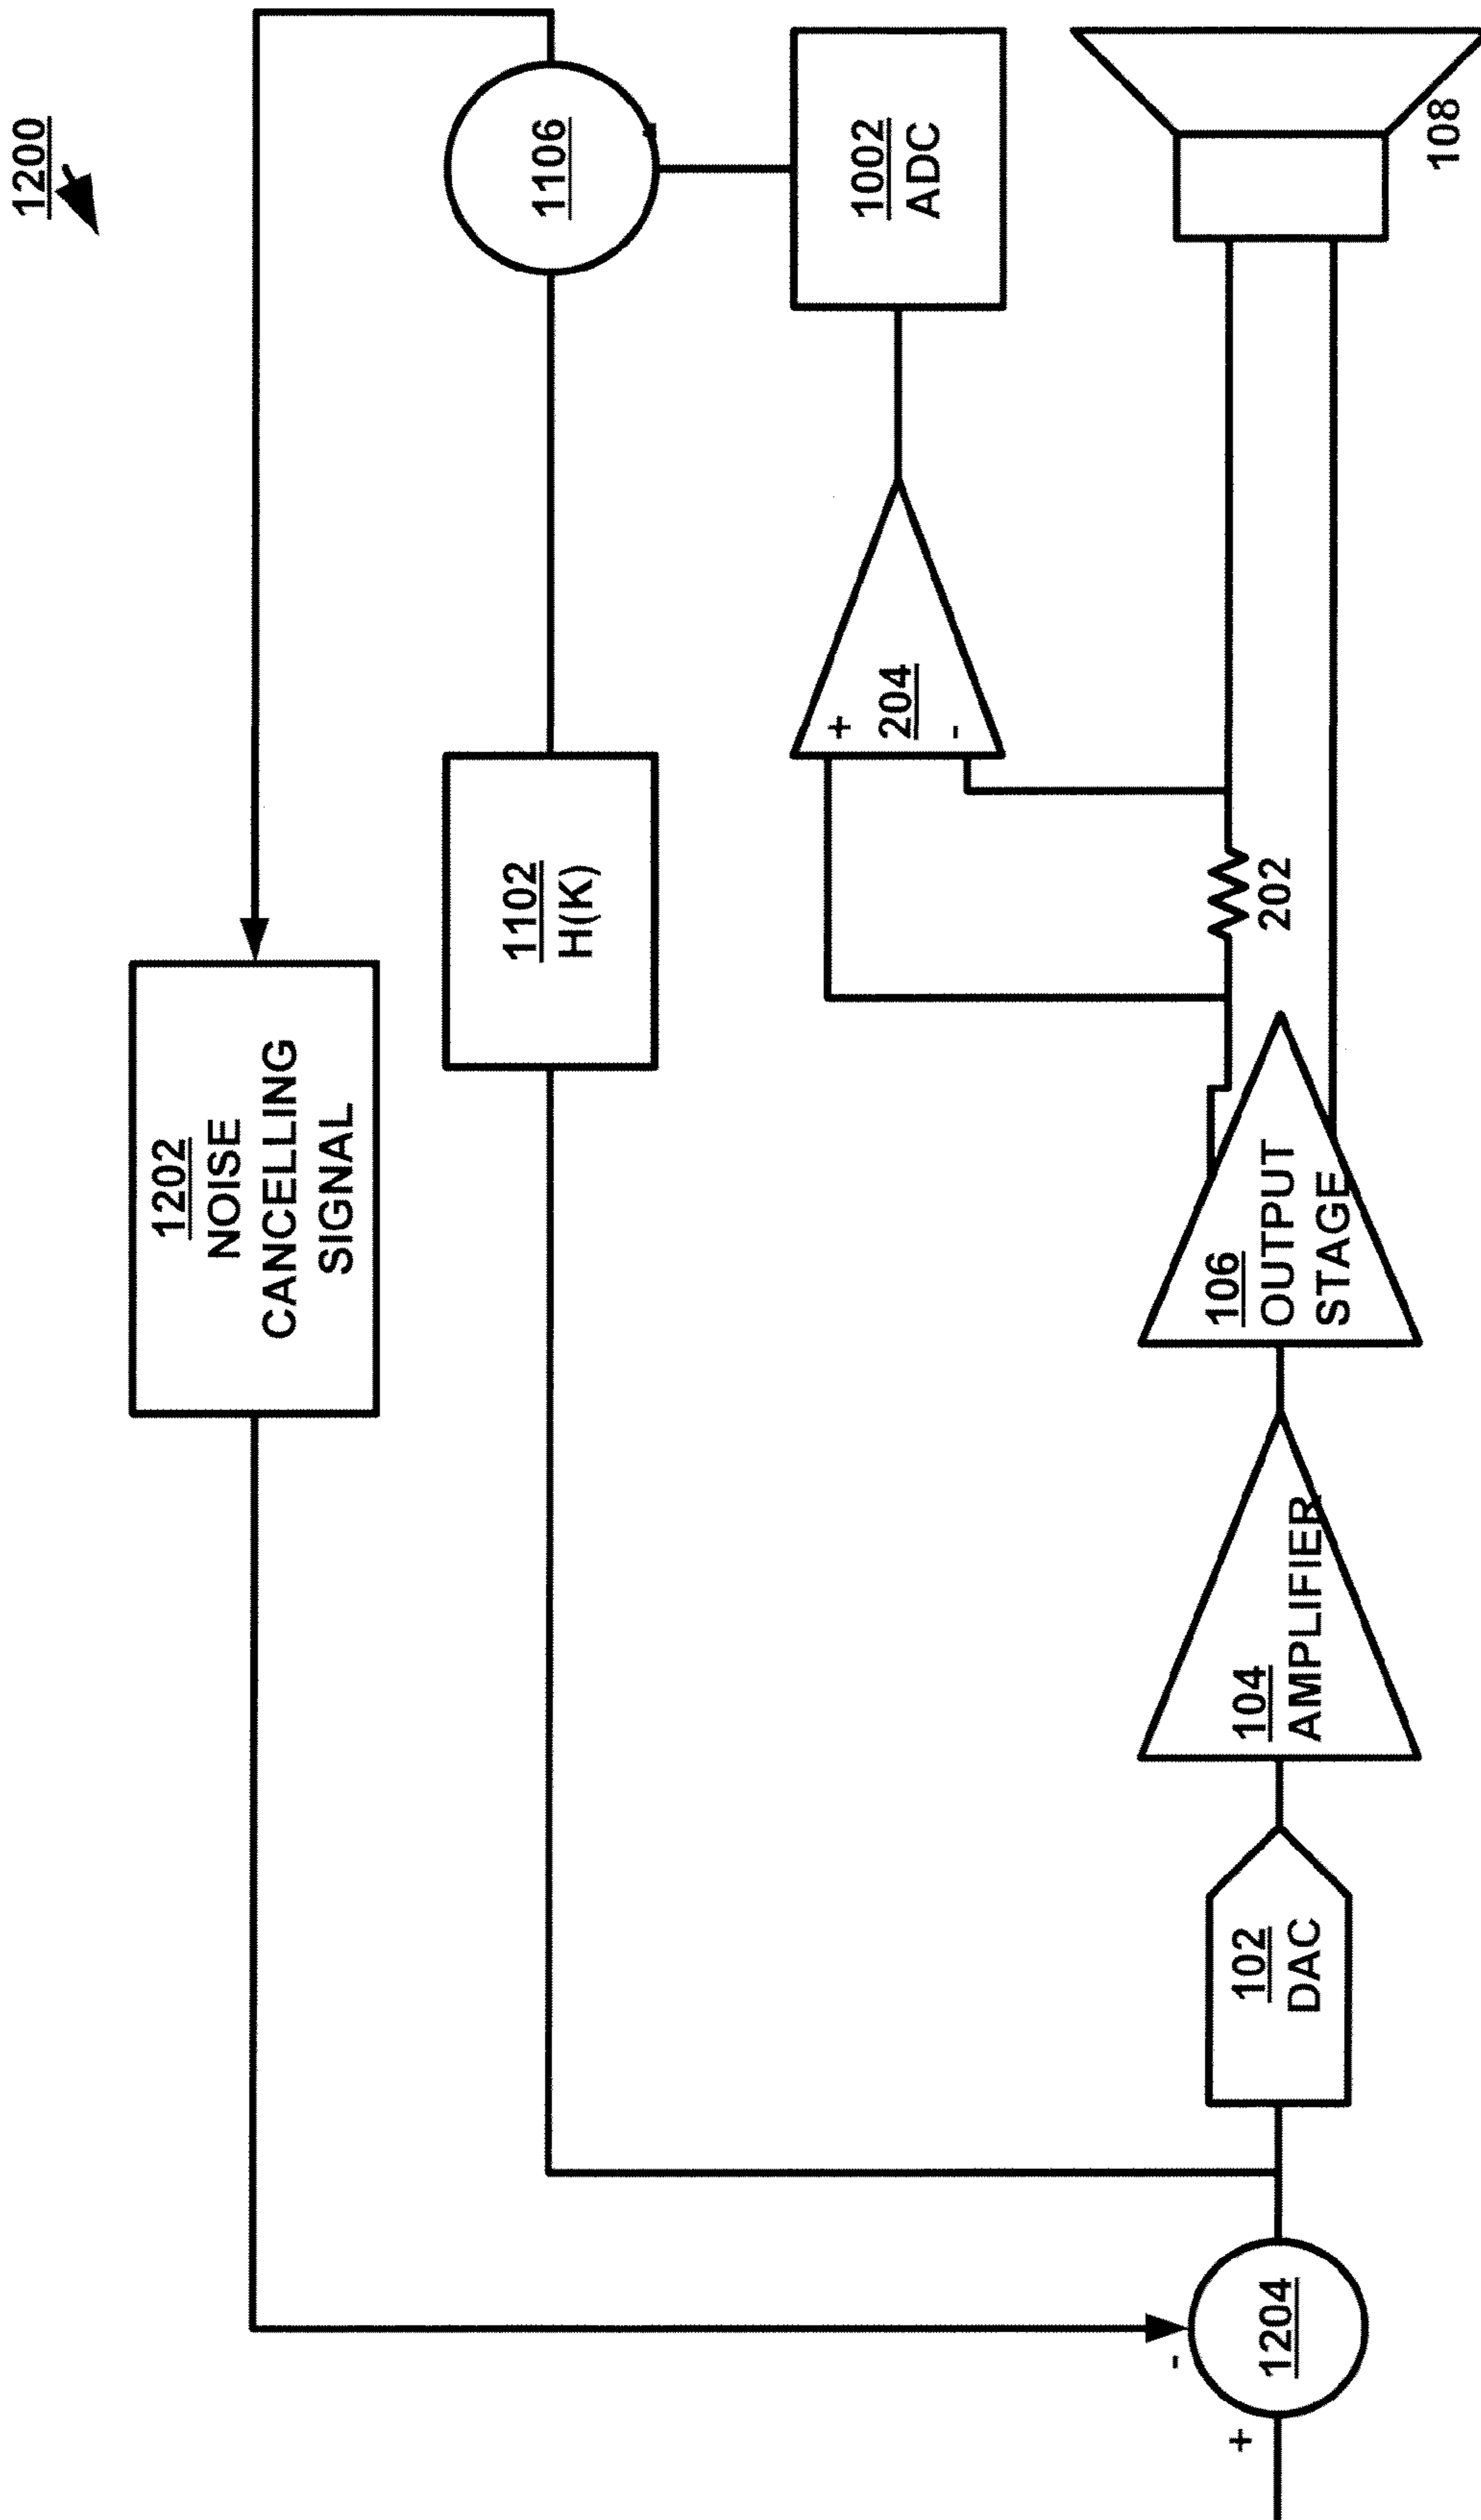 1200
1202
NOISE
CANCELLING
SIGNAL
1106
1102
H(K)
1002
ADC
+
204
-
108
202
106
OUTPUT
STAGE
104
AMPLIFIER
102
DAC
-
1204
+